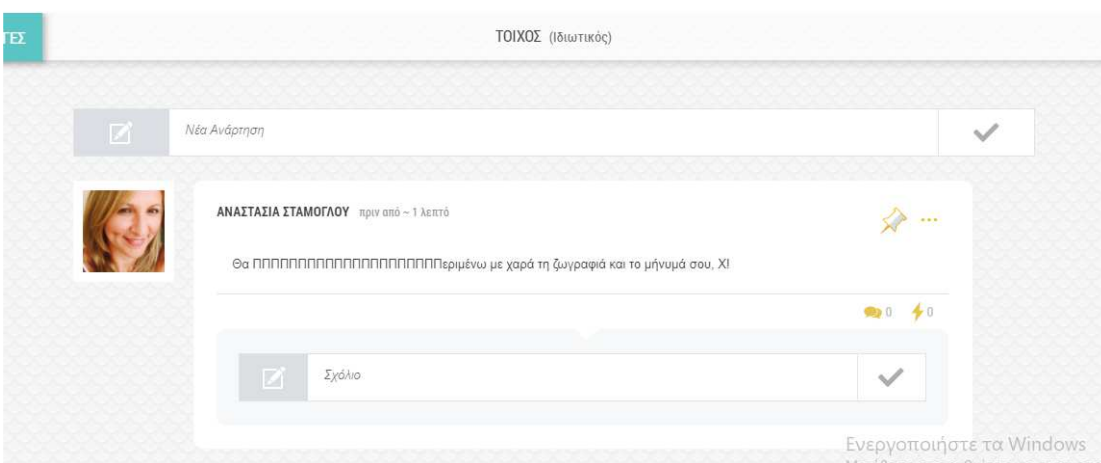 ΤΕΣ
ΤΟΙΧΟΣ (Ιδιωτικός)
Νέα Ανάρτηση
ΑΝΑΣΤΑΣΙΑ ΣΤΑΜΟΓΛΟΥ πριν από ~ 1 λεπτό
Θα ΠΠΠΠΠΠΠΠΠΠΠΠΠΠΠΠΠΠΠΠΠεριμένω με χαρά τη ζωγραφιά και το μήνυμά σου, Χ!
0 0
Σχόλιο
Ενεργοποιήστε τα Windows